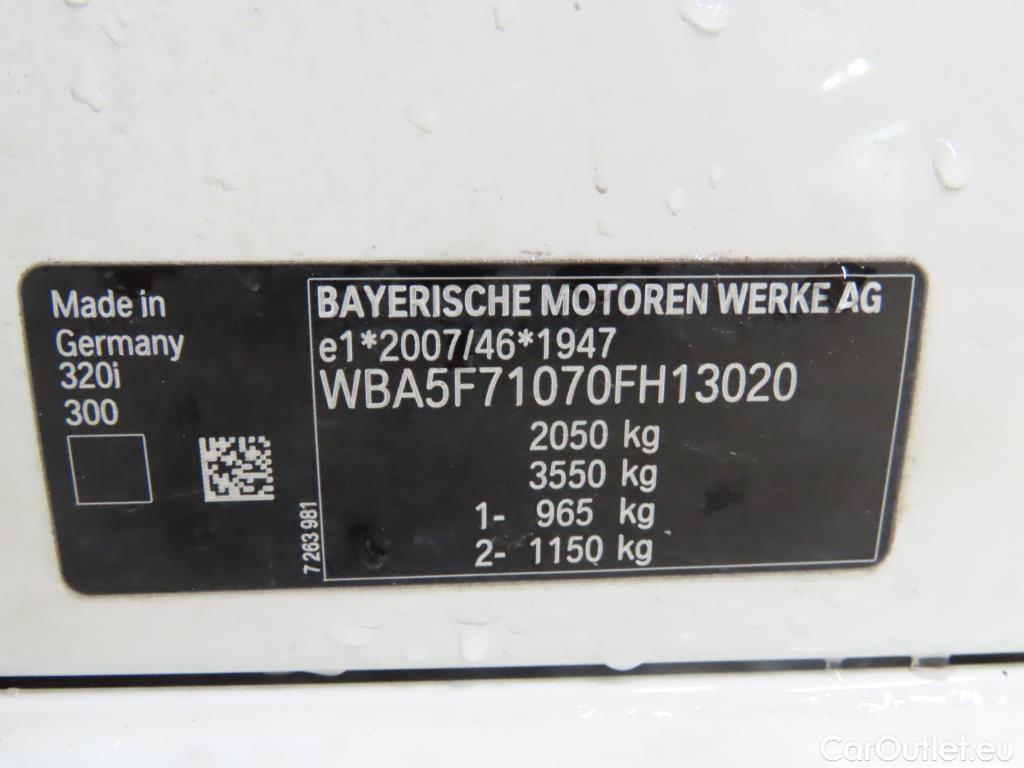 Made in
Germany
320i
300
7 263 981
BAYERISCHE MOTOREN WERKE AG
e1*2007/46*1947
WBA5F71070FH13020
2050 kg
3550 kg
1- 965 kg
2- 1150 kg
CarOutlet.eu